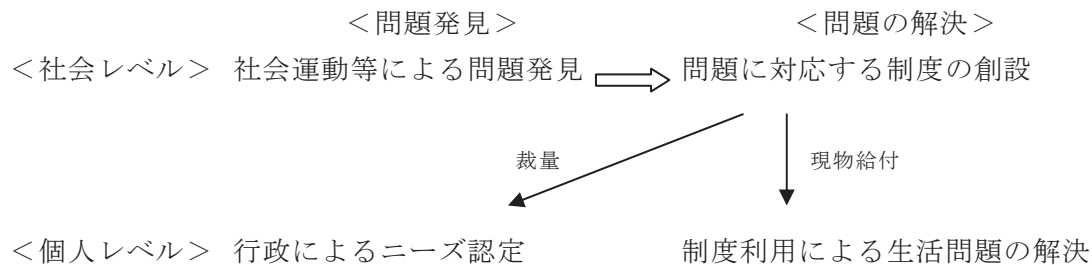 ＜問題発見＞ ＜問題の解決＞
＜社会レベル＞ 社会運動等による問題発見 問題に対応する制度の創設
裁量 現物給付
＜個人レベル＞ 行政によるニーズ認定 制度利用による生活問題の解決